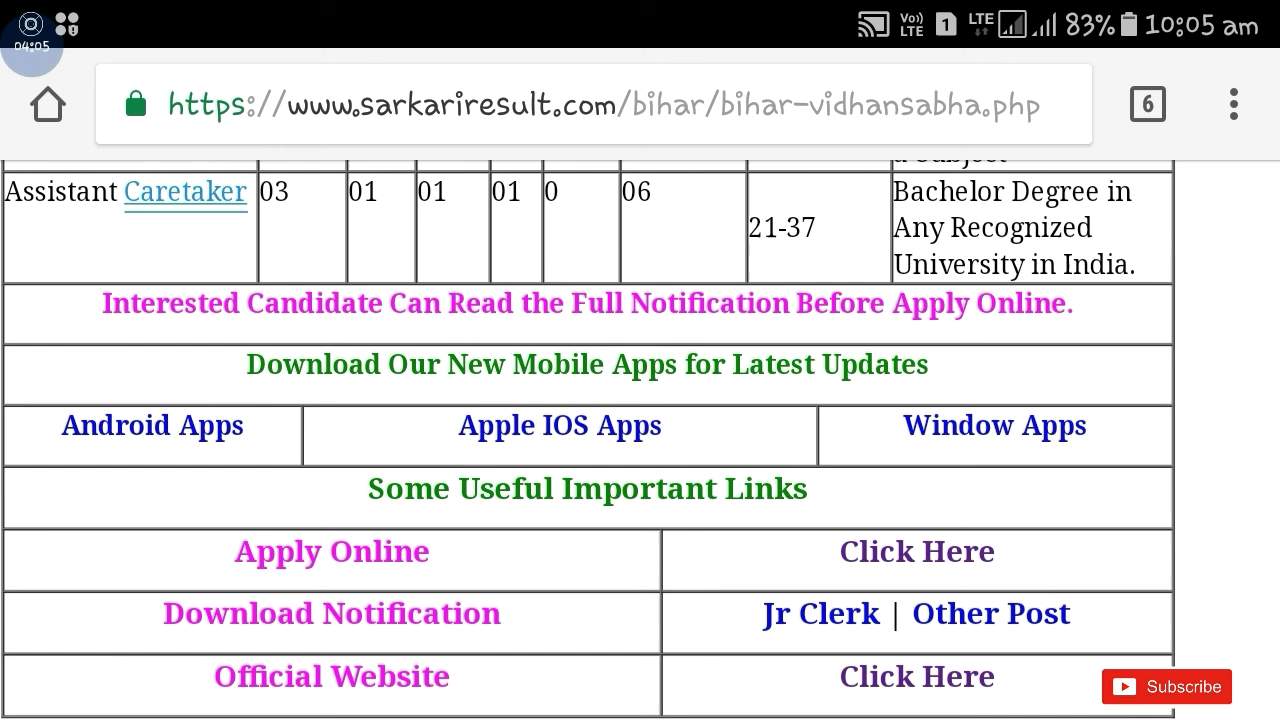 04:05 Vo)) LTE 1 LTE 83% 10:05 am
https://www.sarkariresult.com/bihar/bihar-vidhansabha.php 6
Assistant Caretaker 03 01 01 01 0 06 21-37 Bachelor Degree in
Any Recognized
University in India.
Interested Candidate Can Read the Full Notification Before Apply Online.
Download Our New Mobile Apps for Latest Updates
Android Apps Apple IOS Apps Window Apps
Some Useful Important Links
Apply Online Click Here
Download Notification Jr Clerk | Other Post
Official Website Click Here
Subscribe